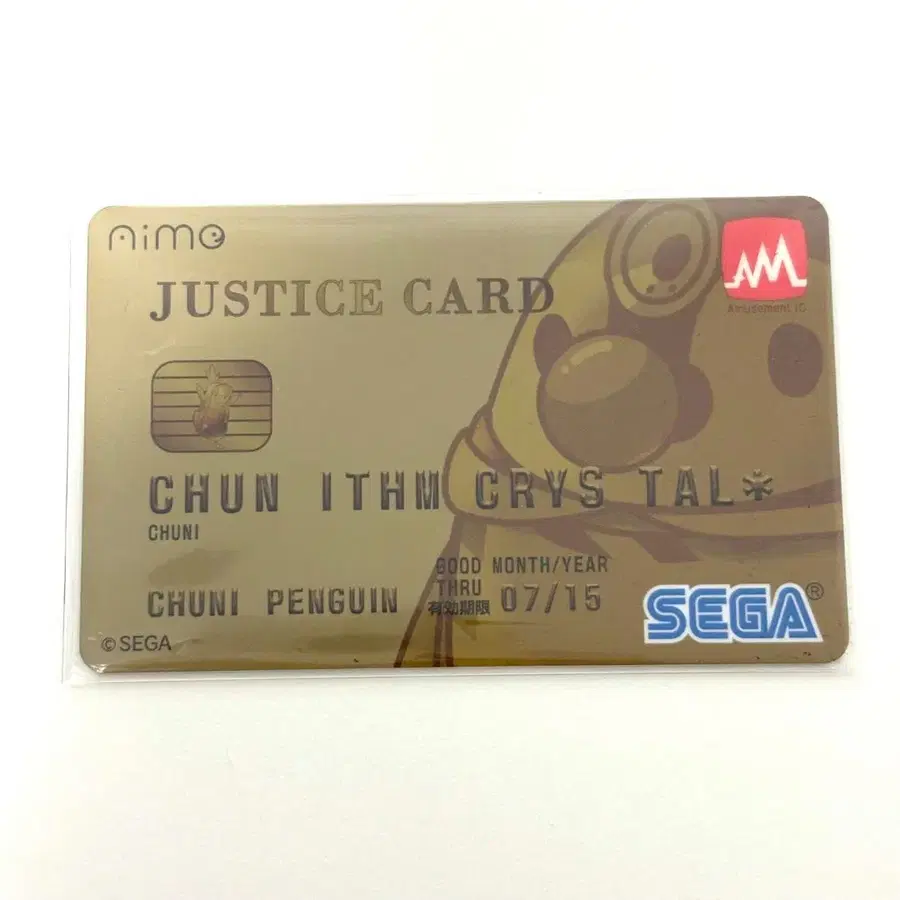 Aime
JUSTICE CARD
Amusement IC
CHUN ITHM CRYS TAL*
CHUNI
GOOD MONTH/YEAR
THRU
有効期限 07/15
CHUNI PENGUIN
SEGA®
© SEGA